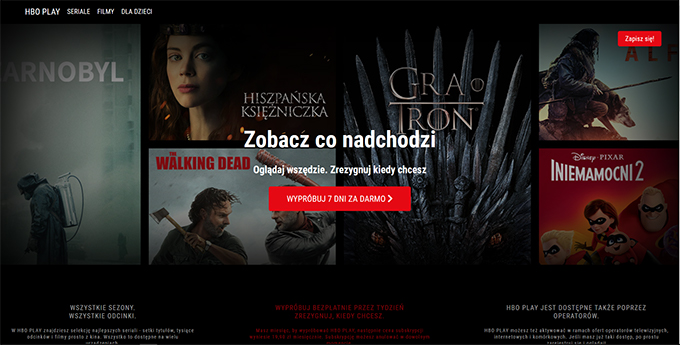 HBO PLAY SERIALE FILMY DLA DZIECI
Zapisz się!
ARNOBYL
HISZPAŃSKA
KSIĘŻNICZKA
GRA O
TRON
ALF
THE WALKING DEAD
Disney · PIXAR
INIEMAMOCNI 2
Zobacz co nadchodzi
Oglądaj wszędzie. Zrezygnuj kiedy chcesz
WYPRÓBUJ 7 DNI ZA DARMO >
WSZYSTKIE SEZONY.
WSZYSTKIE ODCINKI.
W HBO PLAY znajdziesz selekcję najlepszych seriali - setki tytułów, tysiące
odcinków i filmy prosto z kina. Wszystko to dostępne na wielu
WYPRÓBUJ BEZPŁATNIE PRZEZ TYDZIEŃ.
ZREZYGNUJ, KIEDY CHCESZ.
HBO PLAY JEST DOSTĘPNE TAKŻE POPRZEZ
OPERATORÓW.
HBO PLAY możesz też aktywować w ramach ofert operatorów telewizyjnych,
internetowych i komórkowych. Jeśli masz już taki dostęp, po prostu